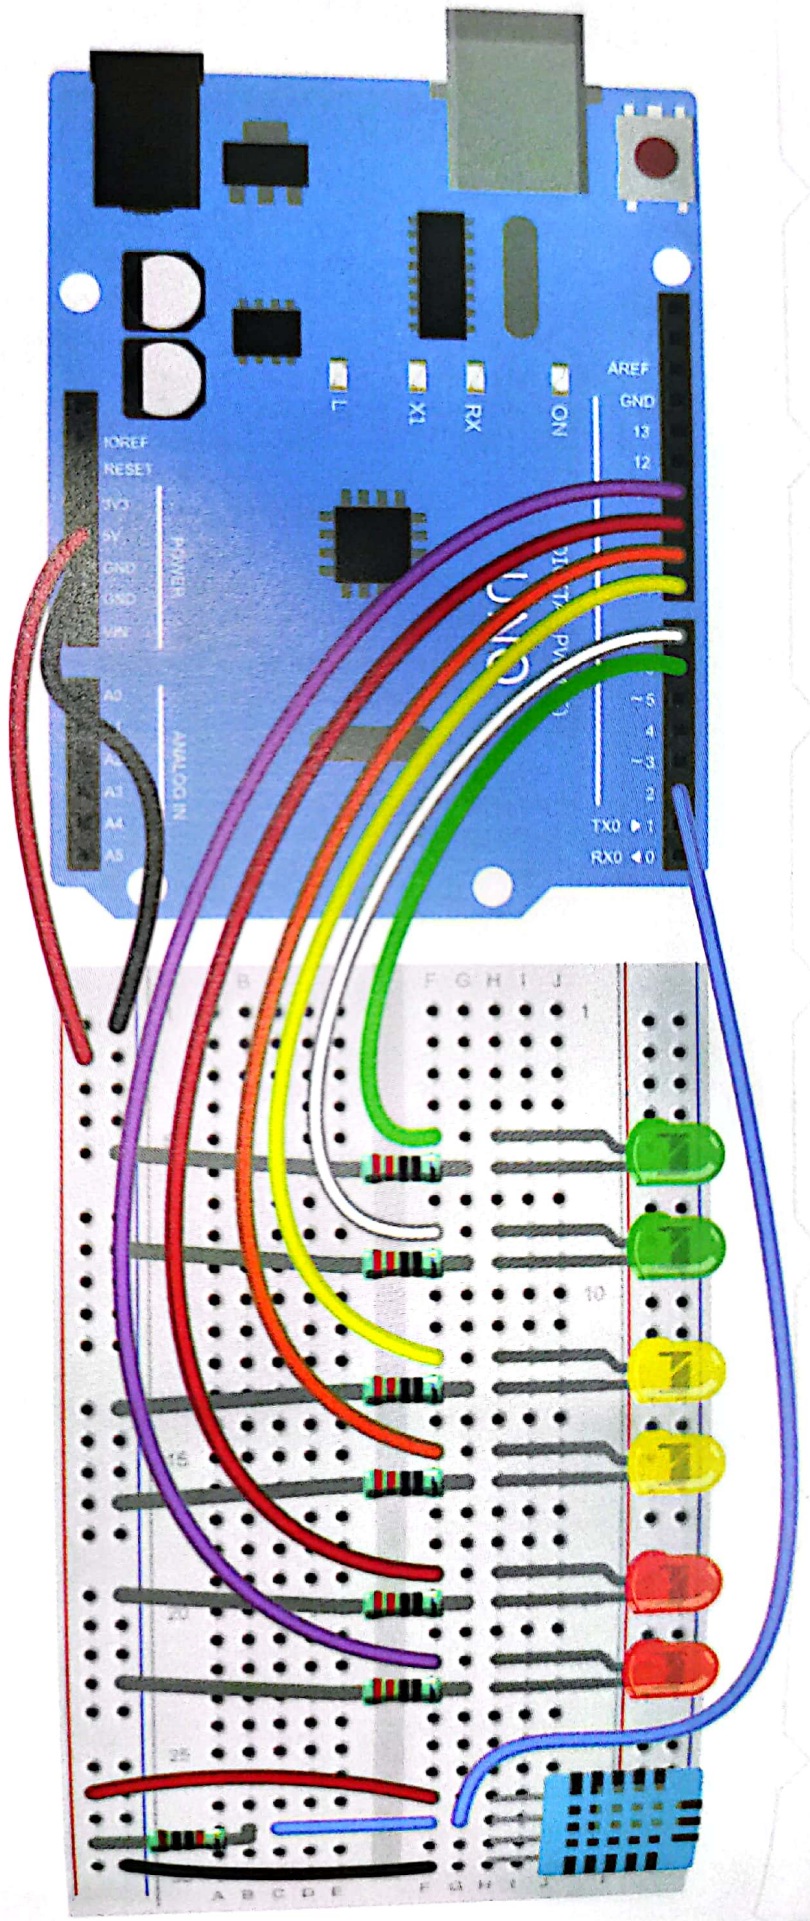 AREF
GND
13
12
IOREF
RESET
3V3
5V
GND
GND
VIN
POWER
L
X1
RX
ON
UNO
~5
4
~3
2
TX0 ▶ 1
RX0 ◀ 0
A0
A3
A4
A5
ANALOG IN
B
F G H I J
1
10
15
20
25
A B C D E F G H I J